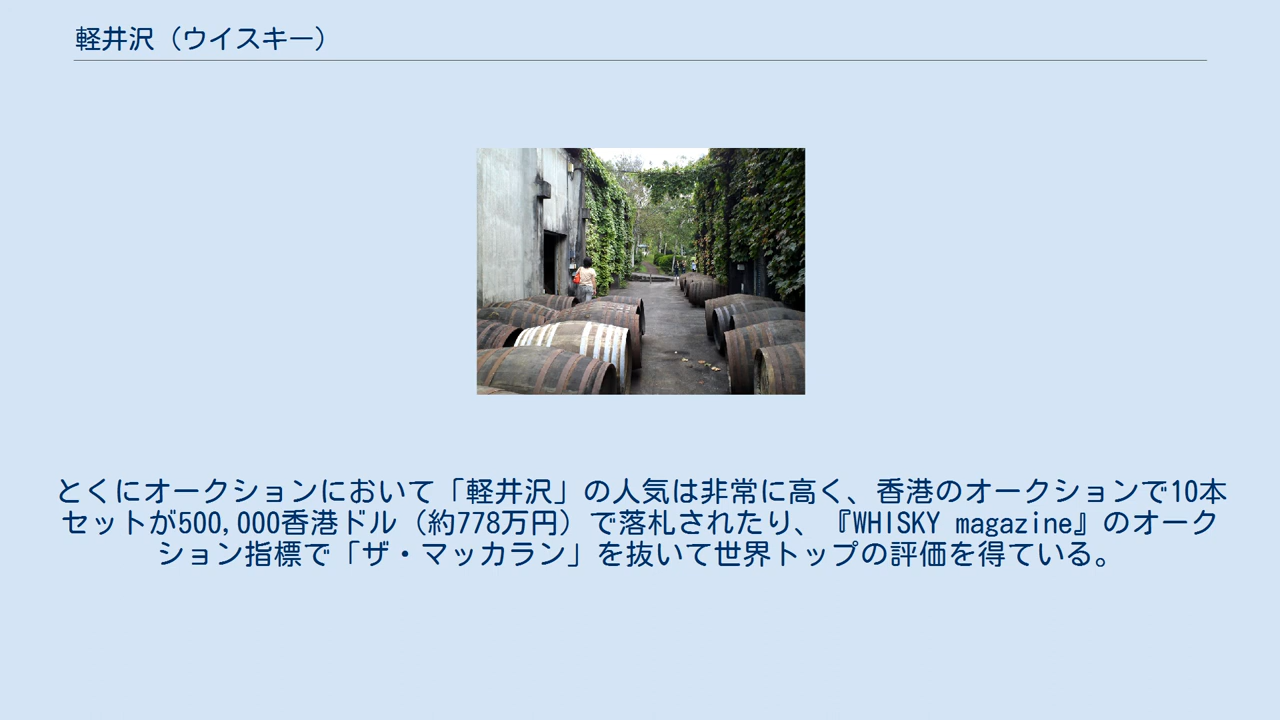 軽井沢（ウイスキー）
とくにオークションにおいて「軽井沢」の人気は非常に高く、香港のオークションで10本
セットが500,000香港ドル（約778万円）で落札されたり、『WHISKY magazine』のオーク
ション指標で「ザ・マッカラン」を抜いて世界トップの評価を得ている。